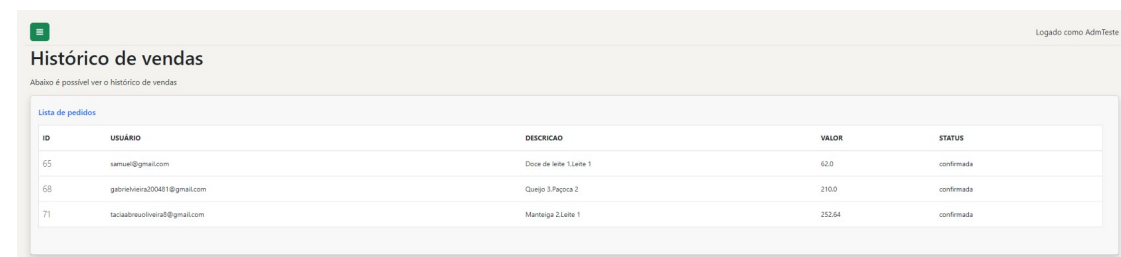 Logado como AdmTeste
Histórico de vendas
Abaixo é possível ver o histórico de vendas
Lista de pedidos
ID USUÁRIO DESCRICAO VALOR STATUS
65 samuel@gmail.com Doce de leite 1,Leite 1 62.0 confirmada
68 gabrielvieira200481@gmail.com Queijo 3,Paçoca 2 210.0 confirmada
71 taciaabreuoliveira8@gmail.com Manteiga 2,Leite 1 252.64 confirmada